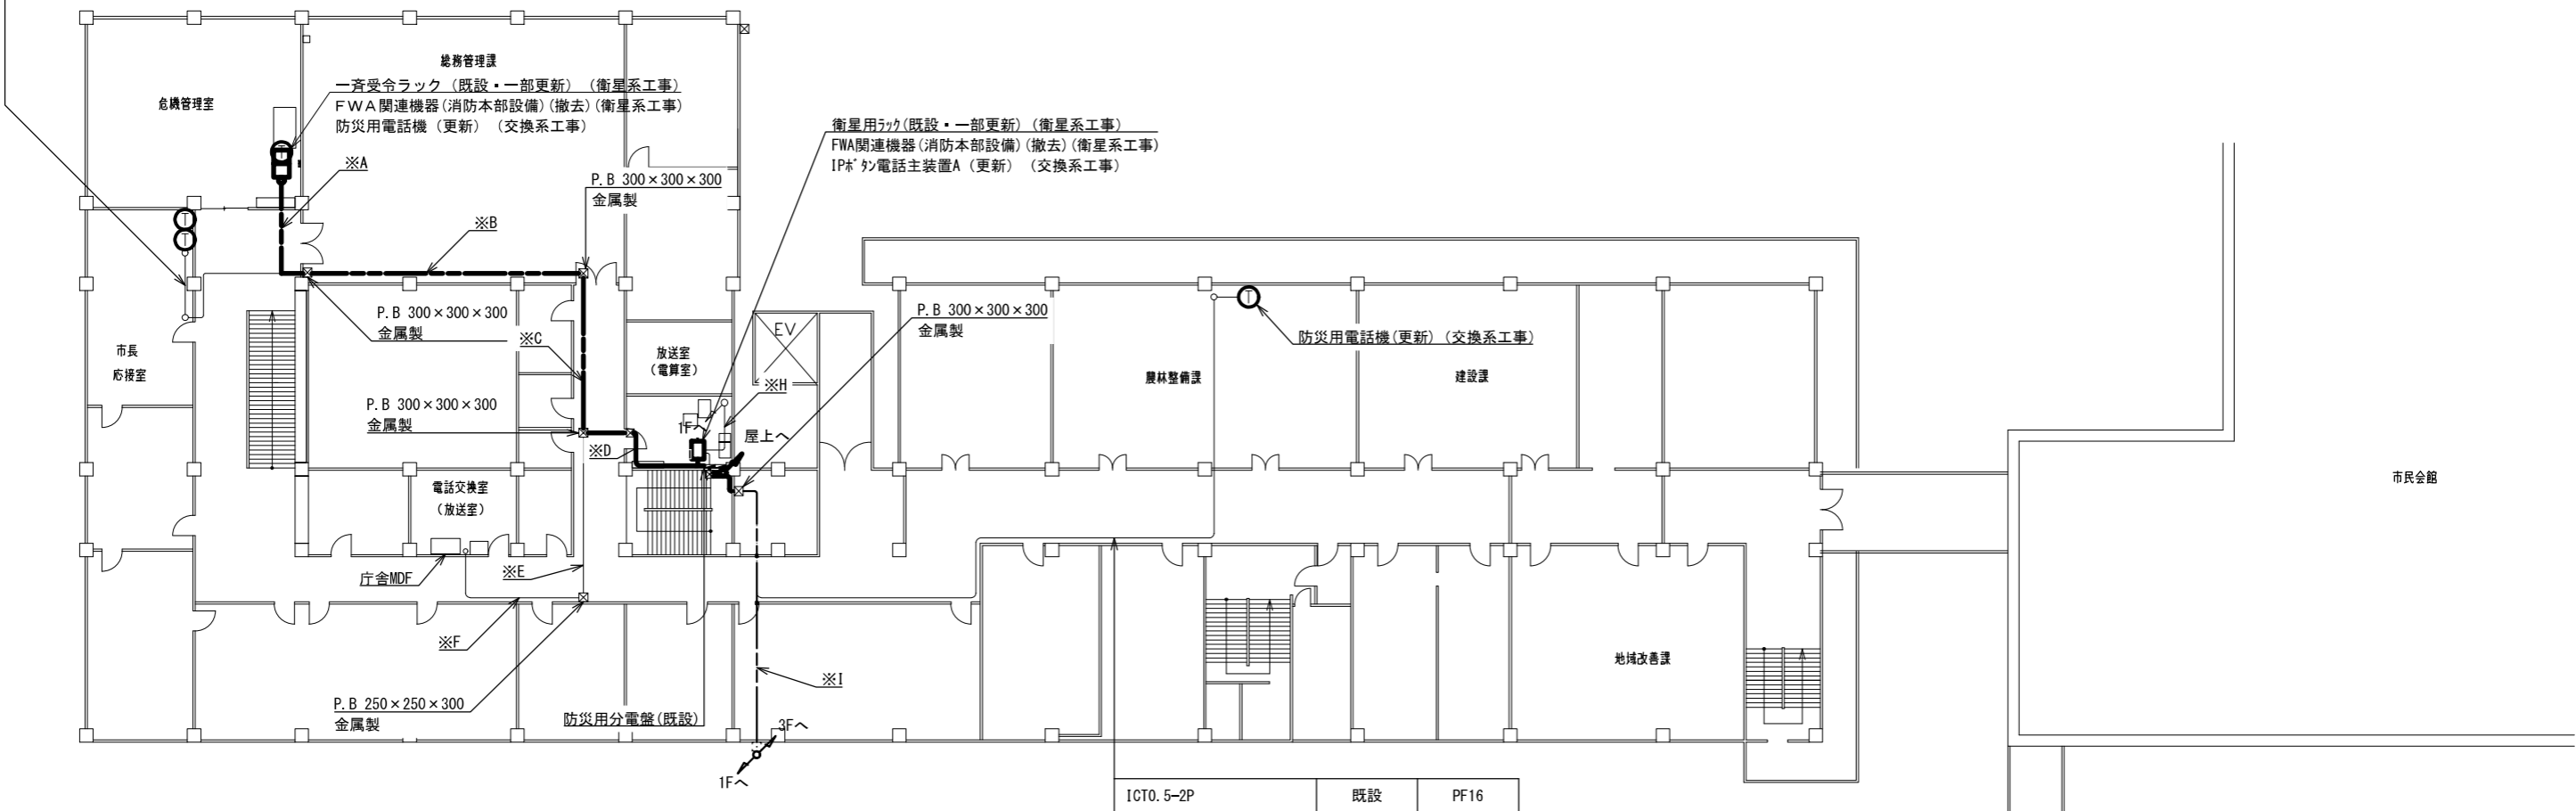 総務管理課
一斉受令ラック（既設・一部更新）（衛星系工事）
FWA関連機器(消防本部設備)(撤去)(衛星系工事)
防災用電話機（更新）（交換系工事）
危機管理室
※A
衛星用ﾗｯｸ(既設・一部更新)（衛星系工事）
FWA関連機器(消防本部設備)(撤去)(衛星系工事)
IPﾎﾞﾀﾝ電話主装置A（更新）（交換系工事）
P.B 300×300×300
金属製
※B
T
T
T
P.B 300×300×300
金属製
※C
P.B 300×300×300
金属製
EV
防災用電話機(更新)（交換系工事）
市長
応接室
放送室
（電算室）
農林整備課
建設課
※H
P.B 300×300×300
金属製
1Fへ
屋上へ
※D
電話交換室
（放送室）
市民会館
庁舎MDF
※E
※F
地域改善課
※I
P.B 250×250×300
金属製
防災用分電盤(既設)
3Fへ
1Fへ
ICT0.5-2P 既設 PF16